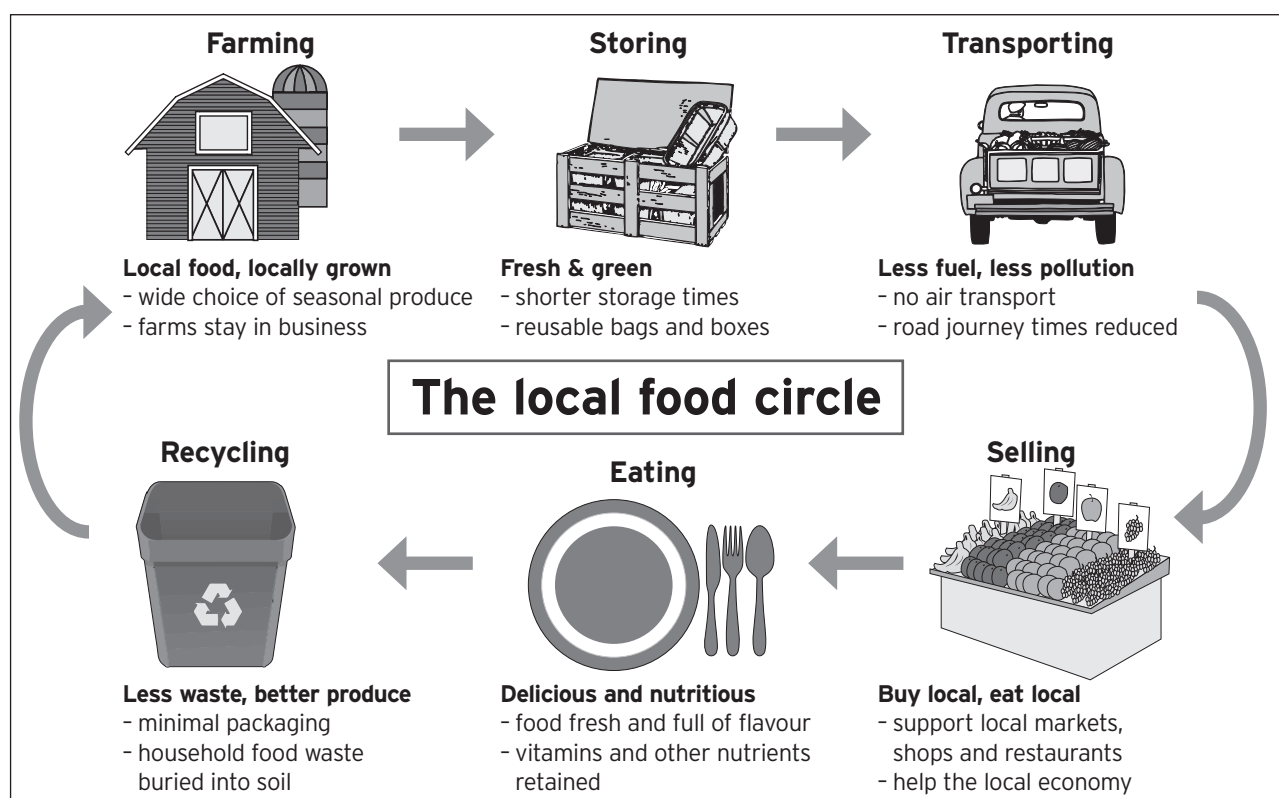 Farming
Local food, locally grown
– wide choice of seasonal produce
– farms stay in business
Storing
Fresh & green
– shorter storage times
– reusable bags and boxes
Transporting
Less fuel, less pollution
– no air transport
– road journey times reduced
The local food circle
Selling
Buy local, eat local
– support local markets,
shops and restaurants
– help the local economy
Eating
Delicious and nutritious
– food fresh and full of flavour
– vitamins and other nutrients
retained
Recycling
Less waste, better produce
– minimal packaging
– household food waste
buried into soil